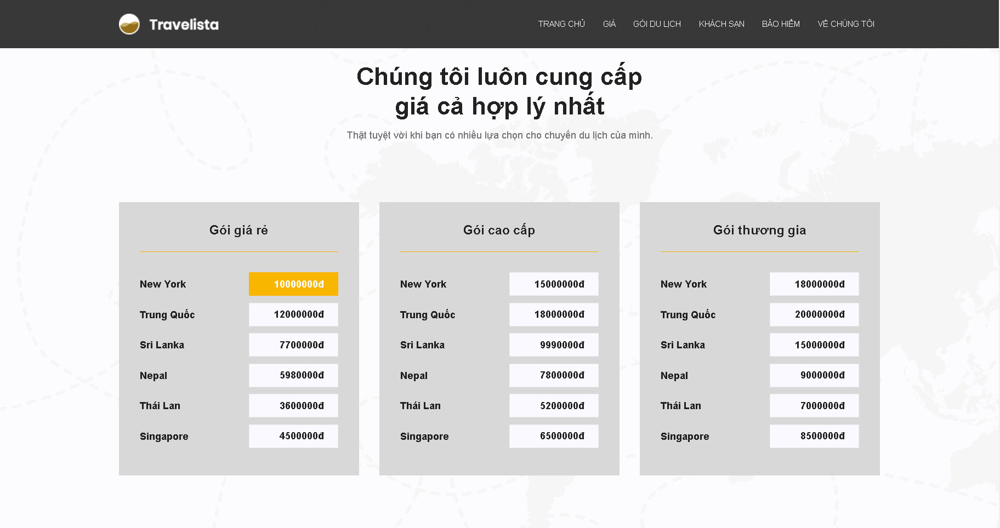 Travelista
TRANG CHỦ GIÁ GÓI DU LỊCH KHÁCH SẠN BẢO HIỂM VỀ CHÚNG TÔI
Chúng tôi luôn cung cấp
giá cả hợp lý nhất
Thật tuyệt vời khi bạn có nhiều lựa chọn cho chuyến du lịch của mình.
Gói giá rẻ
New York 10000000đ
Trung Quốc 12000000đ
Sri Lanka 7700000đ
Nepal 5980000đ
Thái Lan 3600000đ
Singapore 4500000đ
Gói cao cấp
New York 15000000đ
Trung Quốc 18000000đ
Sri Lanka 9990000đ
Nepal 7800000đ
Thái Lan 5200000đ
Singapore 6500000đ
Gói thương gia
New York 18000000đ
Trung Quốc 20000000đ
Sri Lanka 15000000đ
Nepal 9000000đ
Thái Lan 7000000đ
Singapore 8500000đ